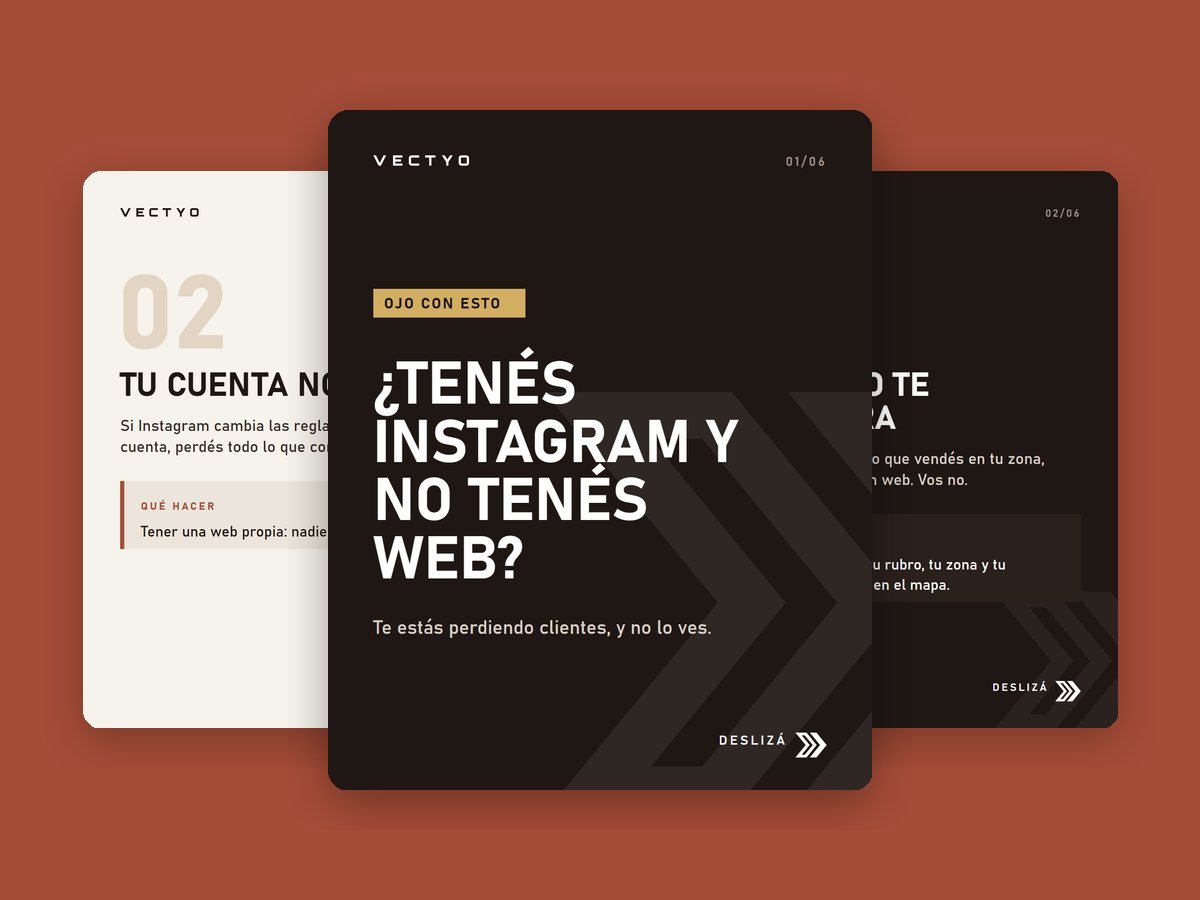 VECTYO
02
TU CUENTA NO
Si Instagram cambia las
cuenta, perdés todo lo que
QUÉ HACER
Tener una web propia: nadie
VECTYO
01/06
OJO CON ESTO
¿TENÉS
INSTAGRAM Y
NO TENÉS
WEB?
Te estás perdiendo clientes, y no lo ves.
DESLIZÁ
02/06
TE
que vendés en tu zona,
web. Vos no.
rubro, tu zona y tu
en el mapa.
DESLIZÁ